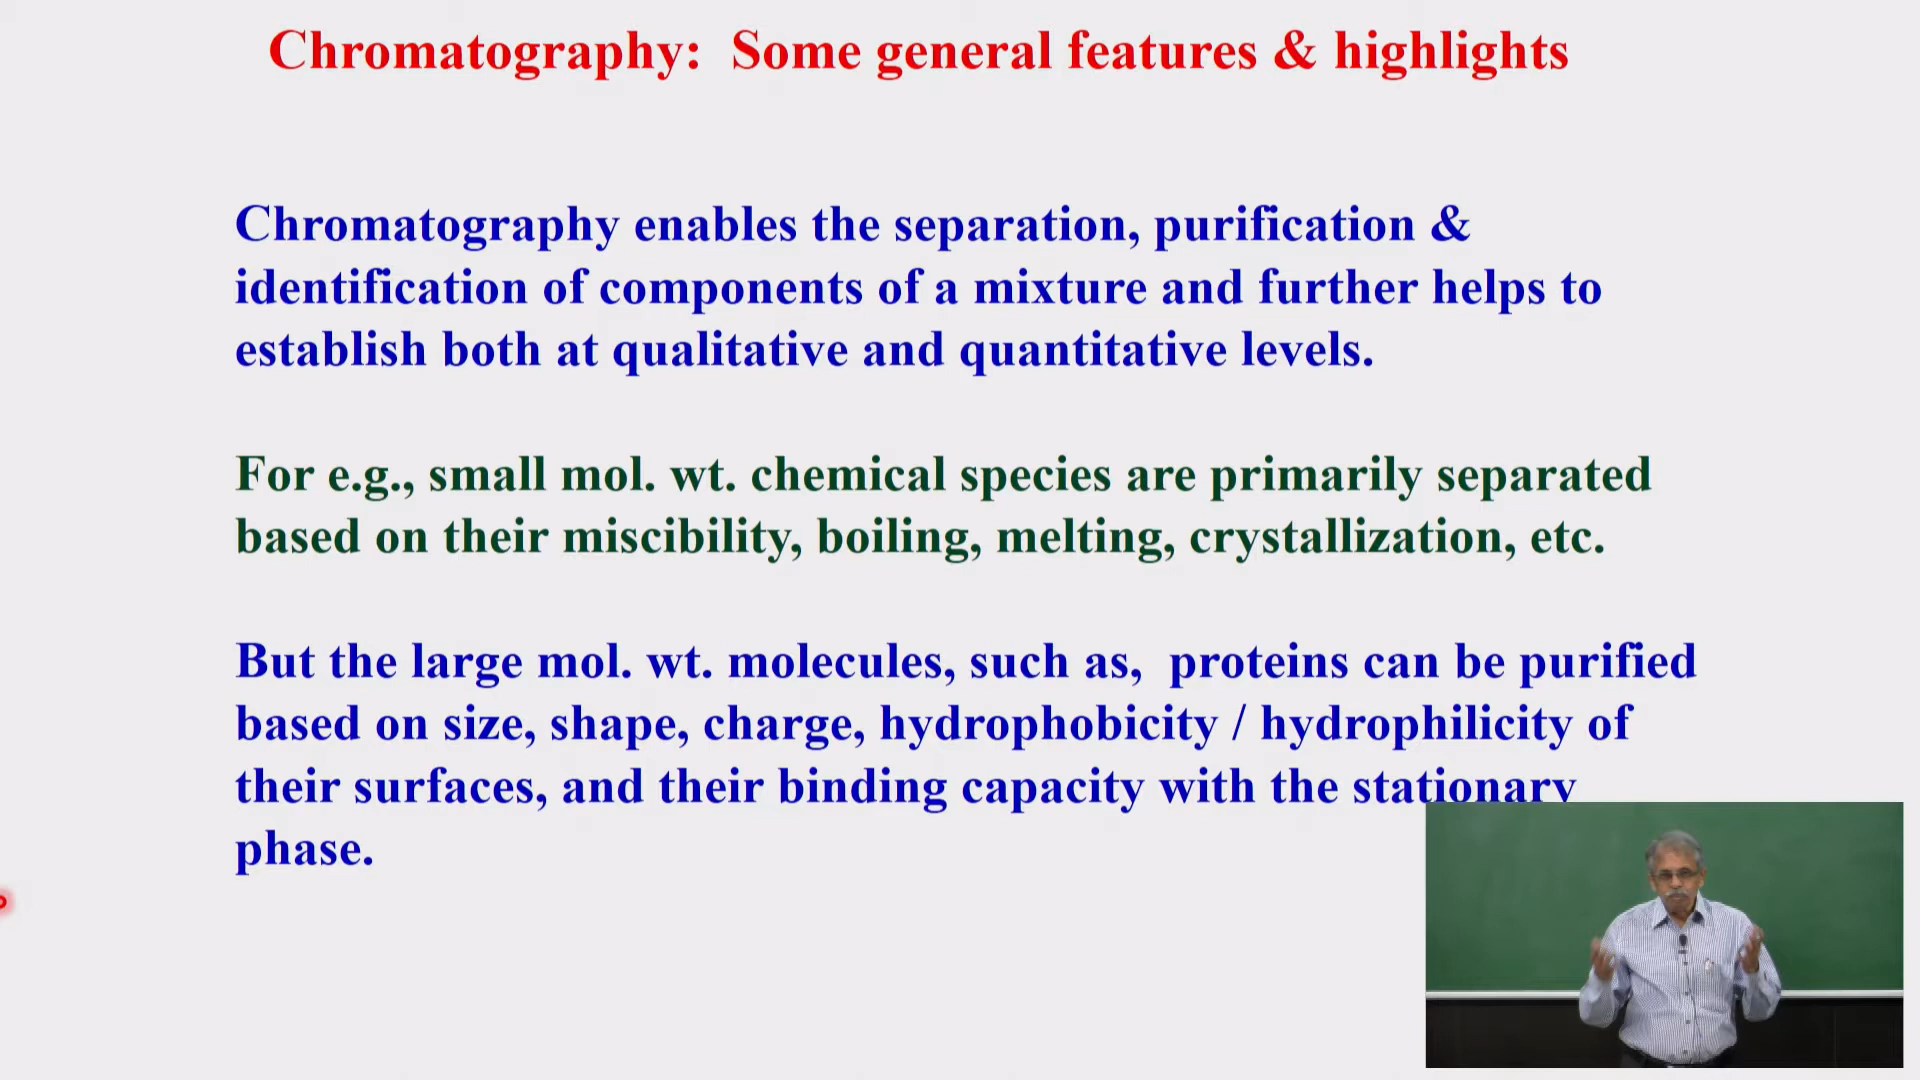 Chromatography: Some general features & highlights
Chromatography enables the separation, purification &
identification of components of a mixture and further helps to
establish both at qualitative and quantitative levels.
For e.g., small mol. wt. chemical species are primarily separated
based on their miscibility, boiling, melting, crystallization, etc.
But the large mol. wt. molecules, such as, proteins can be purified
based on size, shape, charge, hydrophobicity / hydrophilicity of
their surfaces, and their binding capacity with the stationary
phase.